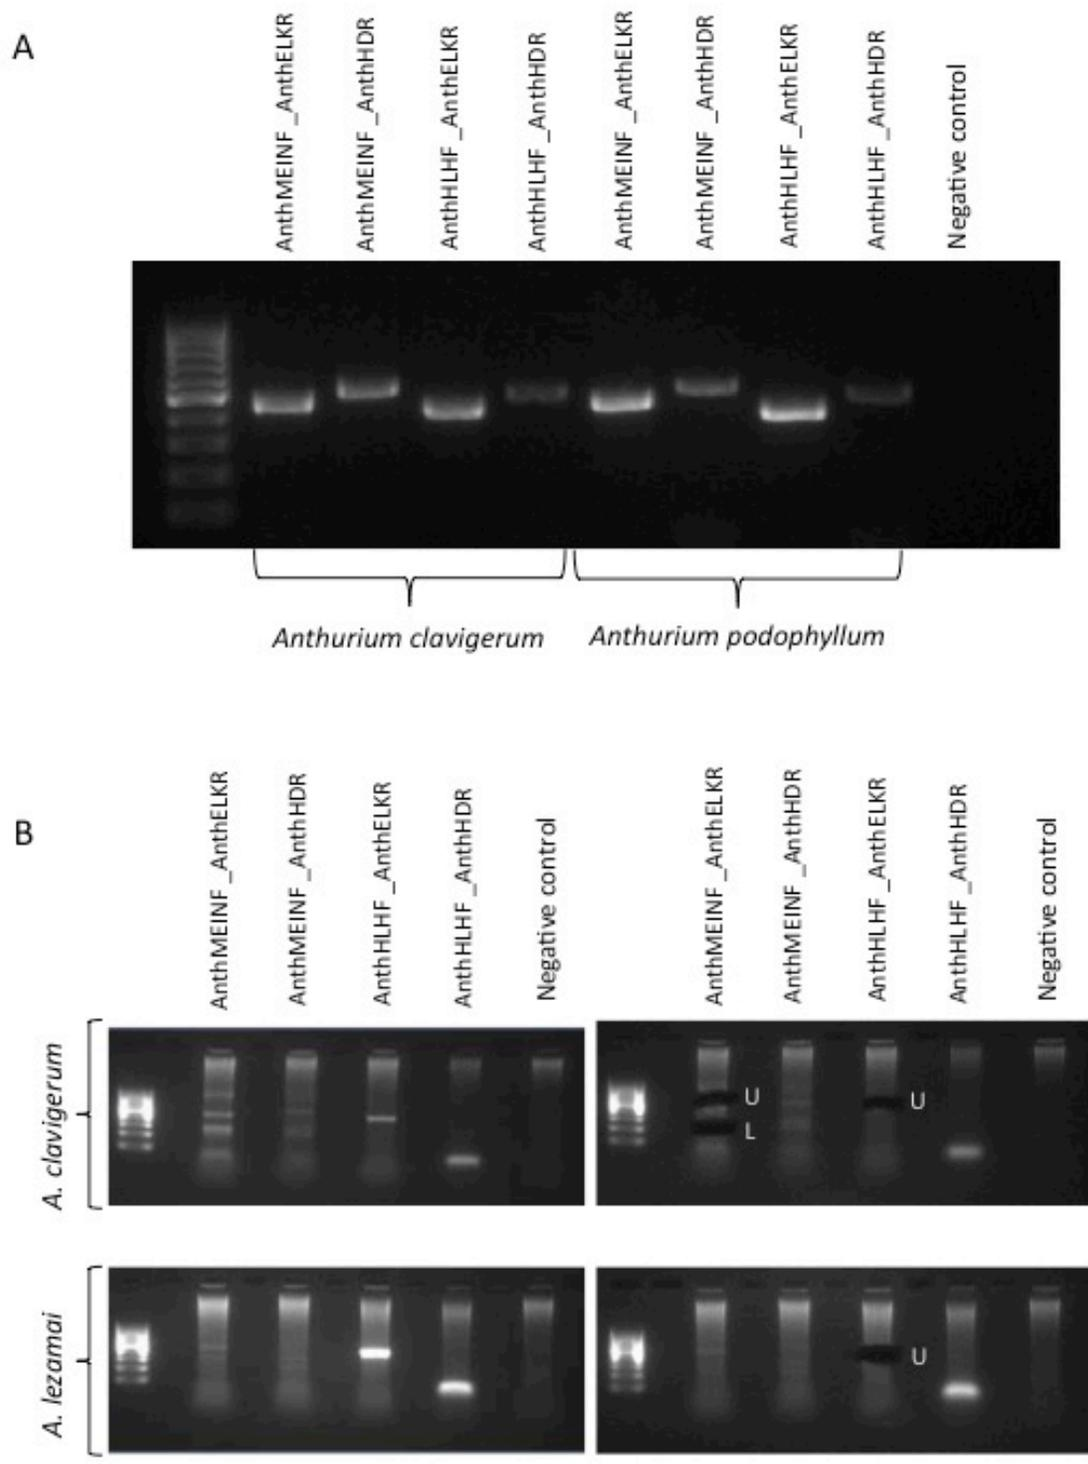 A
AnthMEINF_AnthELKR
AnthMEINF_AnthHDR
AnthHLHF_AnthELKR
AnthHLHF_AnthHDR
AnthMEINF_AnthELKR
AnthMEINF_AnthHDR
AnthHLHF_AnthELKR
AnthHLHF_AnthHDR
Negative control
Anthurium clavigerum
Anthurium podophyllum
B
AnthMEINF_AnthELKR
AnthMEINF_AnthHDR
AnthHLHF_AnthELKR
AnthHLHF_AnthHDR
Negative control
AnthMEINF_AnthELKR
AnthMEINF_AnthHDR
AnthHLHF_AnthELKR
AnthHLHF_AnthHDR
Negative control
A. clavigerum
U
L
U
A. lezamai
U